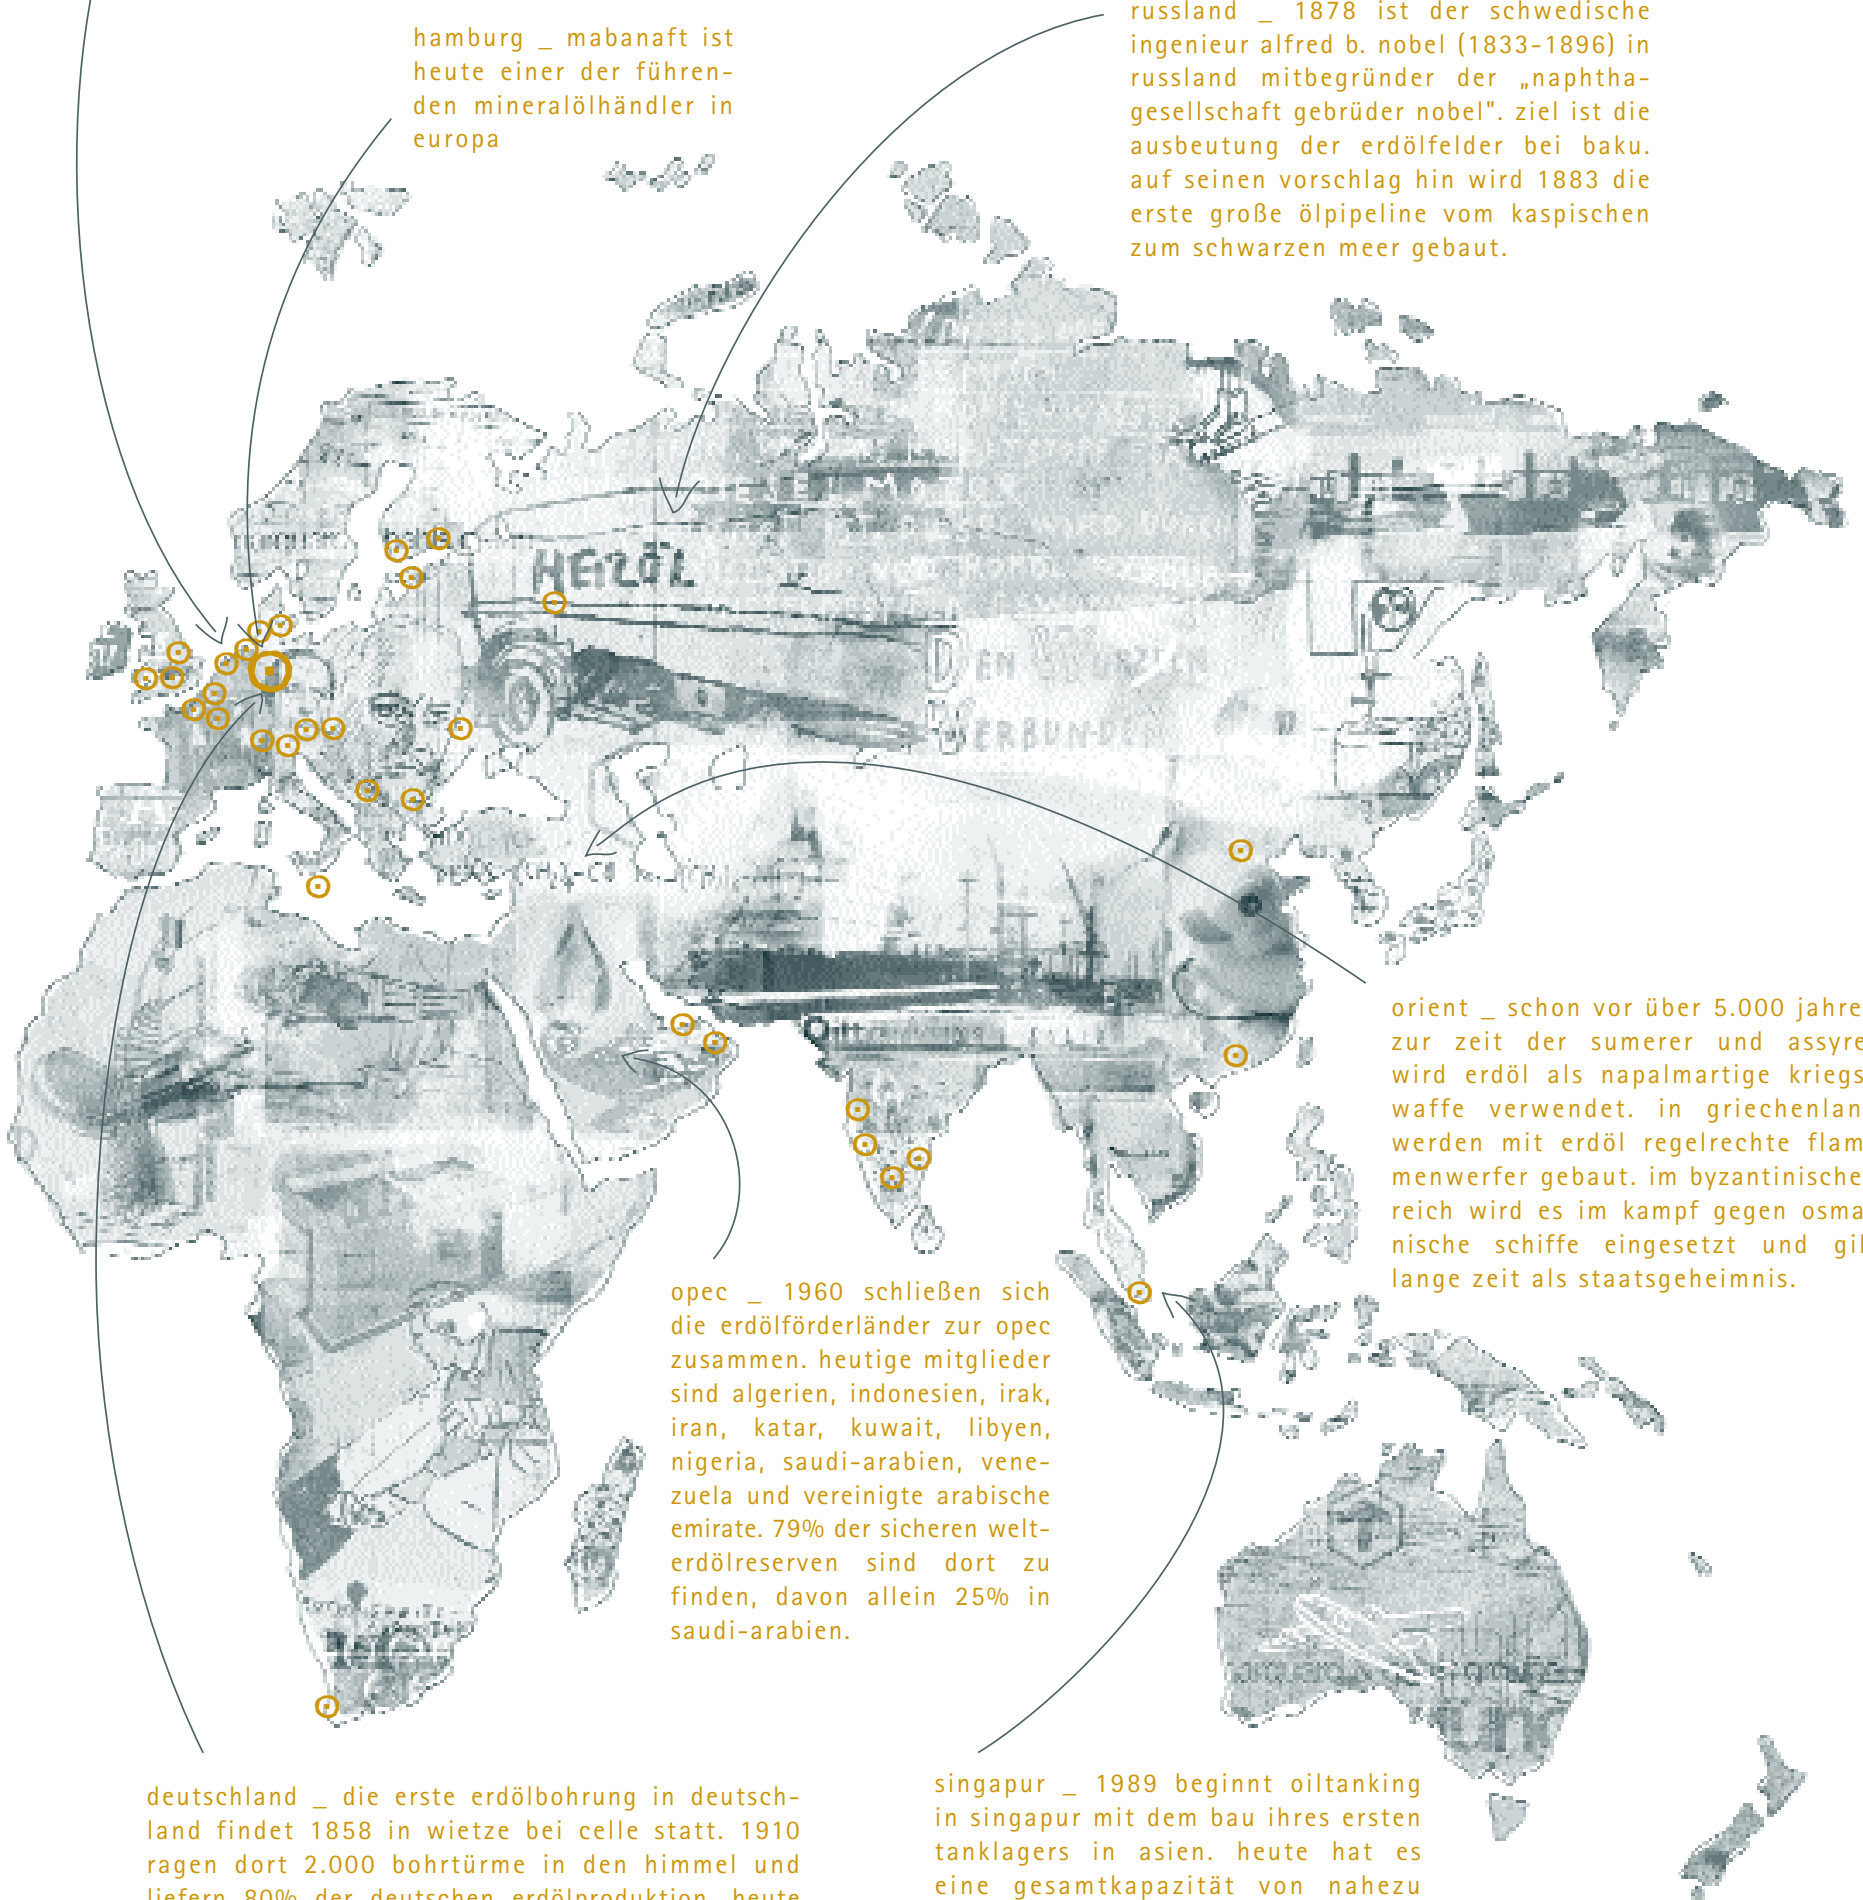 hamburg _ mabanaft ist
heute einer der führen-
den mineralölhändler in
europa
russland _ 1878 ist der schwedische
ingenieur alfred b. nobel (1833-1896) in
russland mitbegründer der „naphtha-
gesellschaft gebrüder nobel". ziel ist die
ausbeutung der erdölfelder bei baku.
auf seinen vorschlag hin wird 1883 die
erste große ölpipeline vom kaspischen
zum schwarzen meer gebaut.
HEIZÖL
orient _ schon vor über 5.000 jahre
zur zeit der sumerer und assyre
wird erdöl als napalmartige kriegs
waffe verwendet. in griechenlan
werden mit erdöl regelrechte flam
menwerfer gebaut. im byzantinische
reich wird es im kampf gegen osma
nische schiffe eingesetzt und gil
lange zeit als staatsgeheimnis.
opec _ 1960 schließen sich
die erdölförderländer zur opec
zusammen. heutige mitglieder
sind algerien, indonesien, irak,
iran, katar, kuwait, libyen,
nigeria, saudi-arabien, vene-
zuela und vereinigte arabische
emirate. 79% der sicheren welt-
erdölreserven sind dort zu
finden, davon allein 25% in
saudi-arabien.
deutschland _ die erste erdölbohrung in deutsch-
land findet 1858 in wietze bei celle statt. 1910
ragen dort 2.000 bohrtürme in den himmel und
liefern 80% der deutschen erdölproduktion. heute
singapur _ 1989 beginnt oiltanking
in singapur mit dem bau ihres ersten
tanklagers in asien. heute hat es
eine gesamtkapazität von nahezu